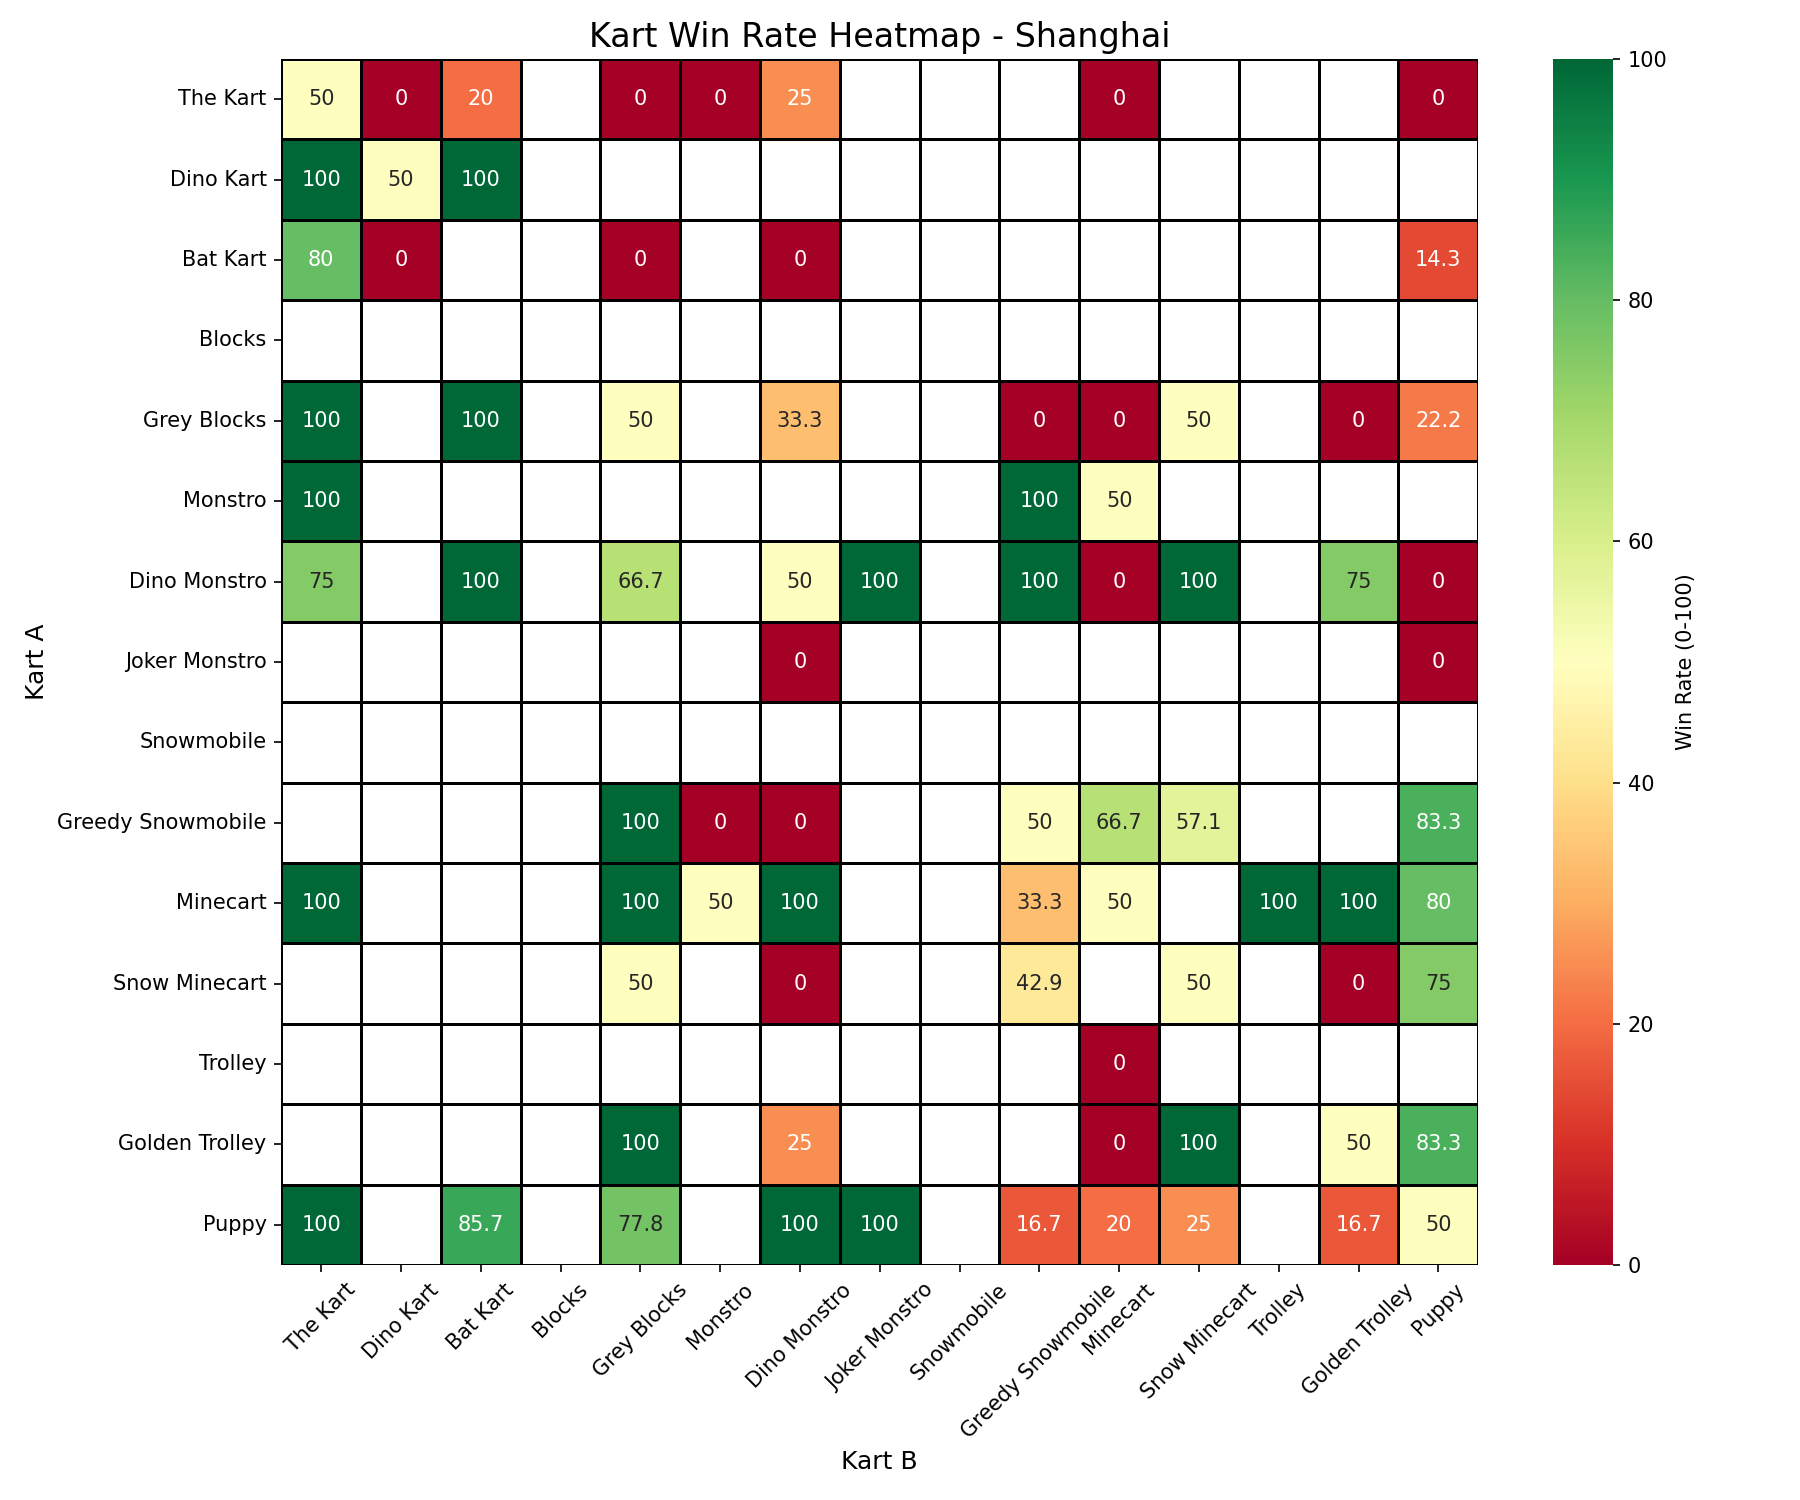 Kart Win Rate Heatmap - Shanghai
The Kart 50 0 20 0 0 25 0 0
Dino Kart 100 50 100
Bat Kart 80 0 0 0 14.3
Blocks
Grey Blocks 100 100 50 33.3 0 0 50 0 22.2
Monstro 100 100 50
Dino Monstro 75 100 66.7 50 100 100 0 100 75 0
Joker Monstro 0 0
Snowmobile
Greedy Snowmobile 100 0 0 50 66.7 57.1 83.3
Minecart 100 100 50 100 33.3 50 100 100 80
Snow Minecart 50 0 42.9 50 0 75
Trolley 0
Golden Trolley 100 25 0 100 50 83.3
Puppy 100 85.7 77.8 100 100 16.7 20 25 16.7 50
The Kart Dino Kart Bat Kart Blocks Grey Blocks Monstro Dino Monstro Joker Monstro Snowmobile Greedy Snowmobile Minecart Snow Minecart Trolley Golden Trolley Puppy
Kart B
Kart A
100
80
60
40
20
0
Win Rate (0-100)